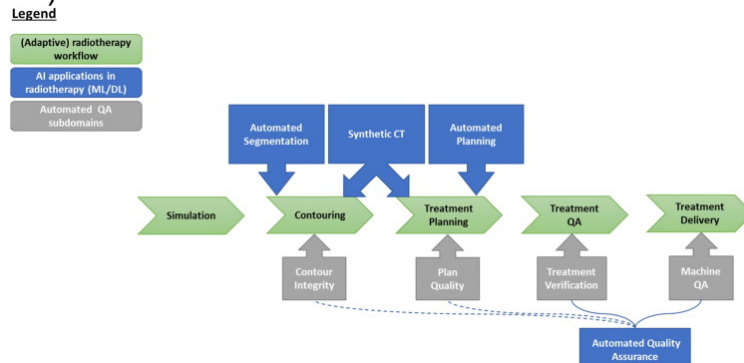 Legend
(Adaptive) radiotherapy
workflow
AI applications in
radiotherapy (ML/DL)
Automated QA
subdomains
Automated
Segmentation
Synthetic CT
Automated
Planning
Simulation
Contouring
Treatment
Planning
Treatment
QA
Treatment
Delivery
Contour
Integrity
Plan
Quality
Treatment
Verification
Machine
QA
Automated Quality
Assurance